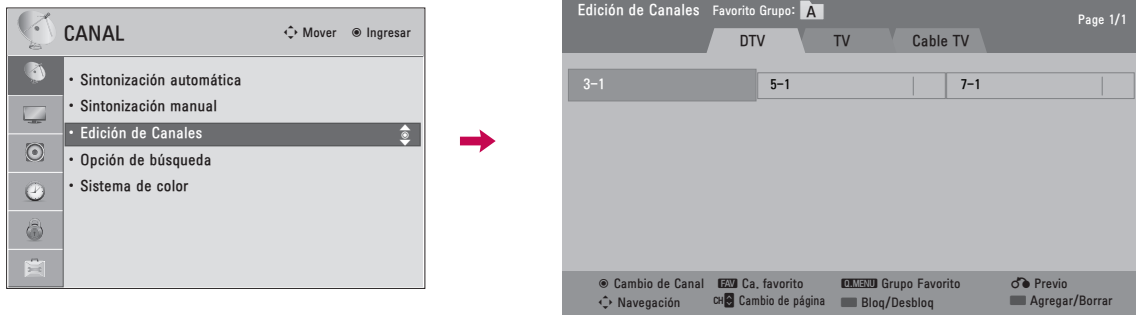 CANAL Mover Ingresar
• Sintonización automática
• Sintonización manual
• Edición de Canales
• Opción de búsqueda
• Sistema de color
Edición de Canales Favorito Grupo: A Page 1/1
DTV TV Cable TV
3-1 5-1 7-1
Cambio de Canal FAV Ca. favorito Q.MENU Grupo Favorito Previo
Navegación CH Cambio de página Bloq/Desbloq Agregar/Borrar